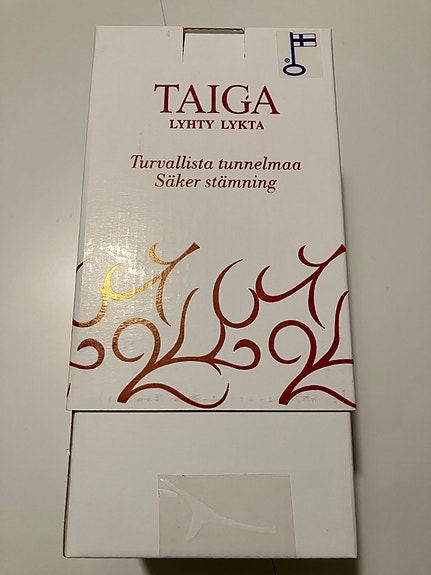 TAIGA
LYHTY LYKTA
Turvallista tunnelmaa
Säker stämning